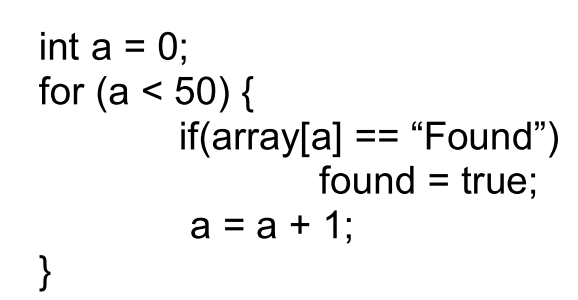 int a = 0;
for (a < 50) {
if(array[a] == “Found”)
found = true;
a = a + 1;
}